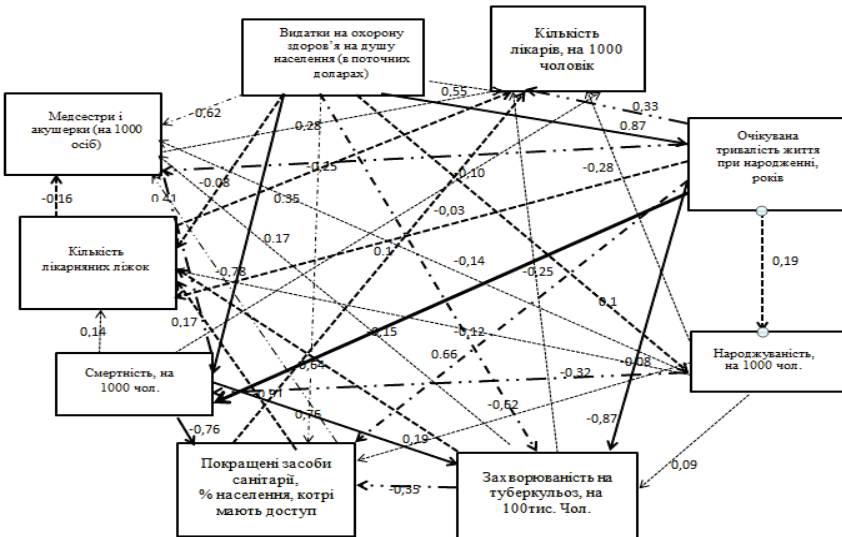 Видатки на охорону
здоров’я на душу
населення (в поточних
доларах)
Кількість
лікарів, на 1000
чоловік
Медсестри і
акушерки (на 1000
осіб)
Очікувана
тривалість життя
при народженні,
років
Кількість
лікарняних ліжок
Смертність, на
1000 чол.
Народжуваність,
на 1000 чол.
Покращені засоби
санітарії,
% населення, котрі
мають доступ
Захворюваність на
туберкульоз, на
100тис. Чол.
0,62
0,55
0,33
0.87
0,28
-0,25
-0,10
-0,28
-0.08
0,41
0.35
-0,03
-0,16
0.17
0.1
-0,14
-0,25
0,19
-0.78
0,1
0,14
0,17
-0,15
-0,12
0.66
0,08
-0,32
0,64
-0,91
0,75
-0,62
-0,87
-0,76
0,19
0,09
-0,35